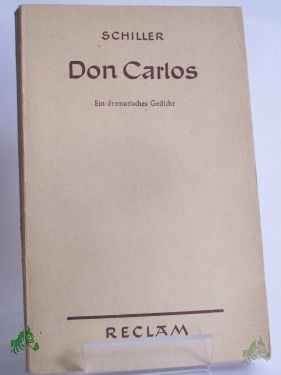 SCHILLER
Don Carlos
Ein dramatisches Gedicht
RECLAM